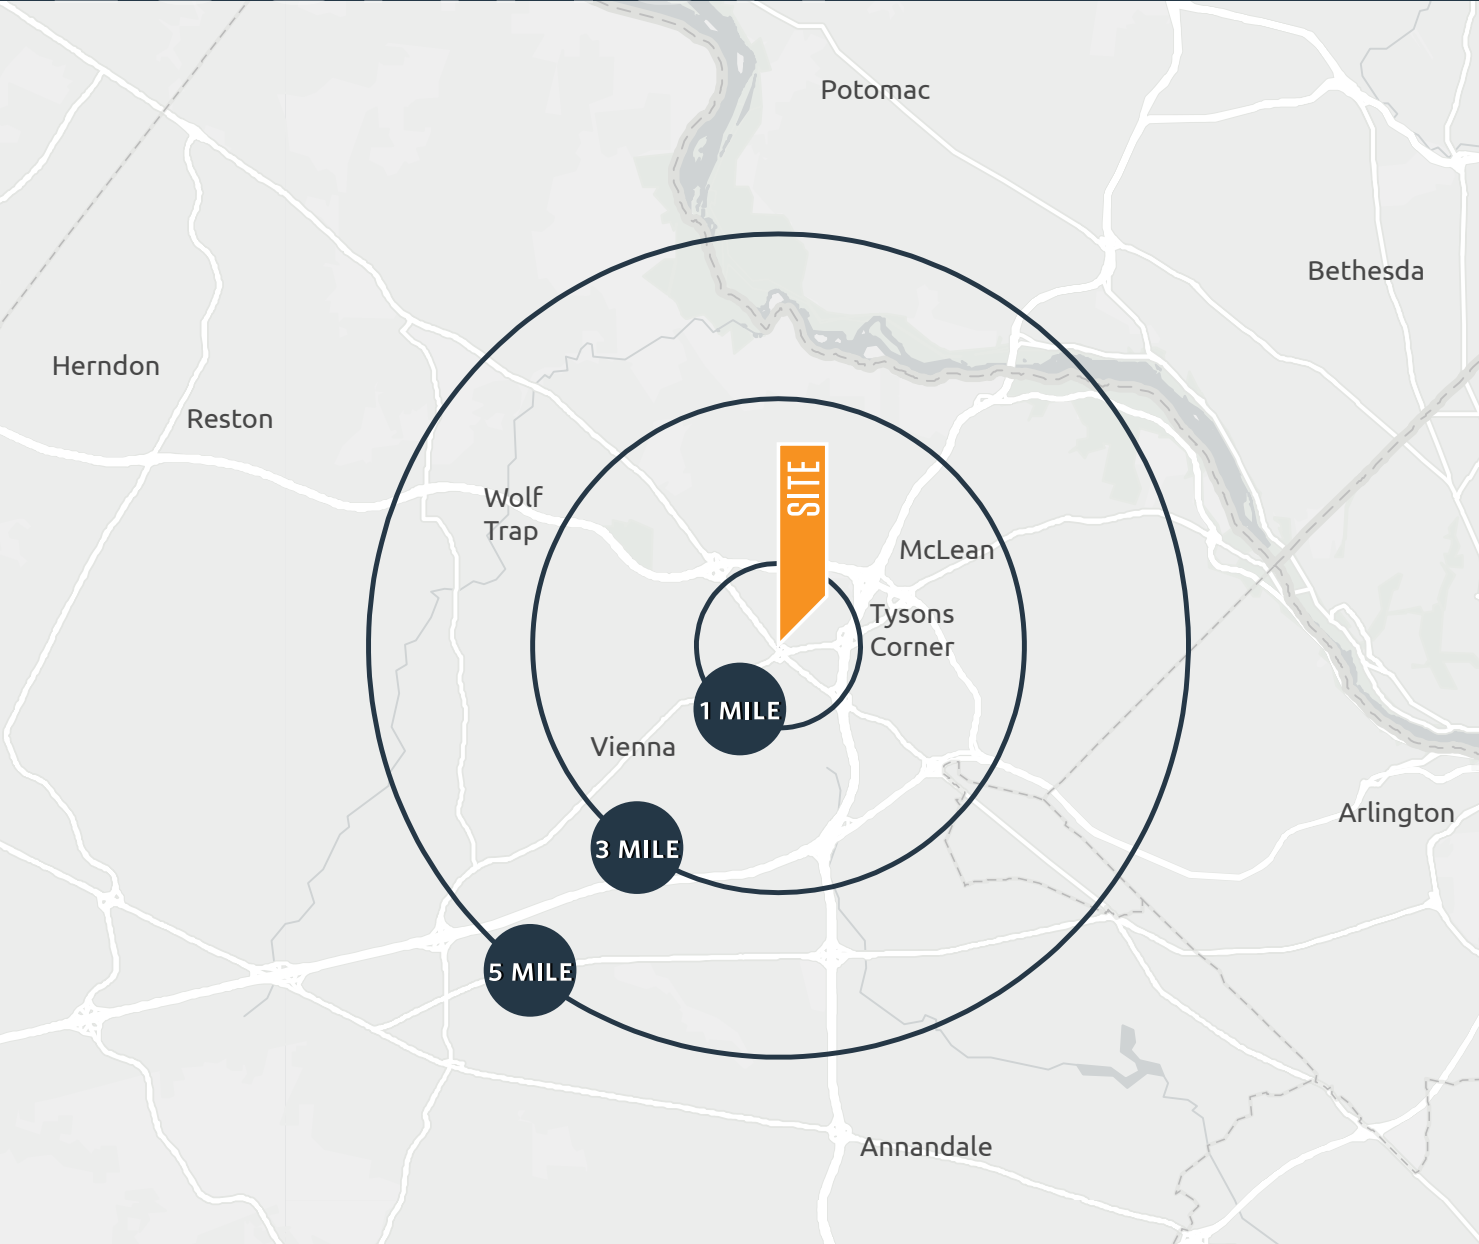 Potomac
Bethesda
Herndon
Reston
Wolf
Trap
SITE
McLean
Tysons
Corner
1 MILE
Vienna
3 MILE
Arlington
5 MILE
Annandale